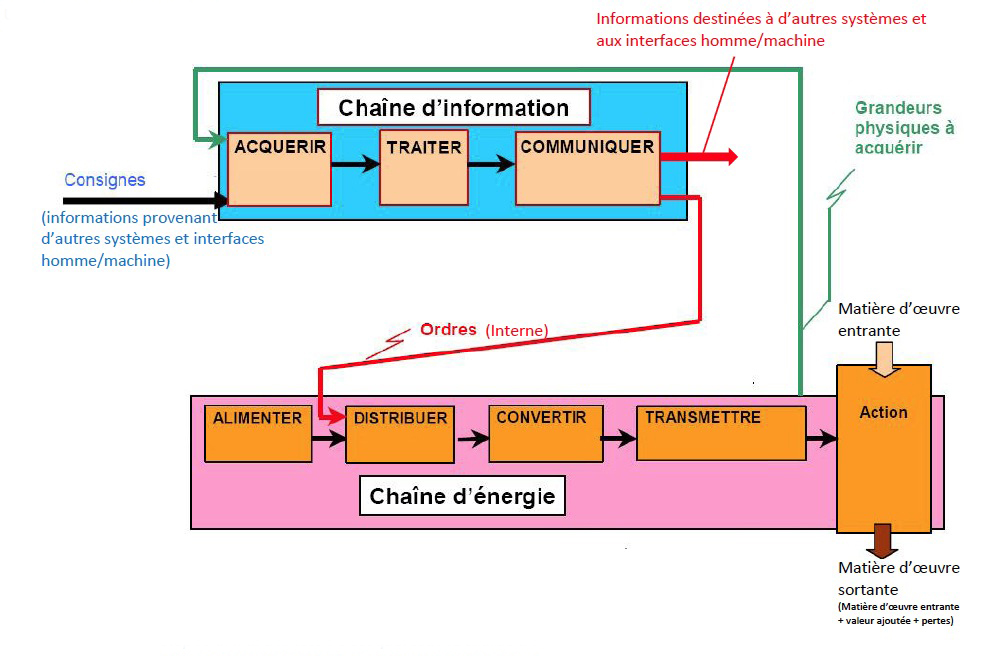 Informations destinées à d'autres systèmes et
aux interfaces homme/machine
Chaîne d'information
Grandeurs
physiques à
acquérir
ACQUERIR
TRAITER
COMMUNIQUER
Consignes
(informations provenant
d'autres systèmes et interfaces
homme/machine)
Ordres (Interne)
Matière d'œuvre
entrante
ALIMENTER
DISTRIBUER
CONVERTIR
TRANSMETTRE
Action
Chaîne d'énergie
Matière d'œuvre
sortante
(Matière d'œuvre entrante
+ valeur ajoutée + pertes)